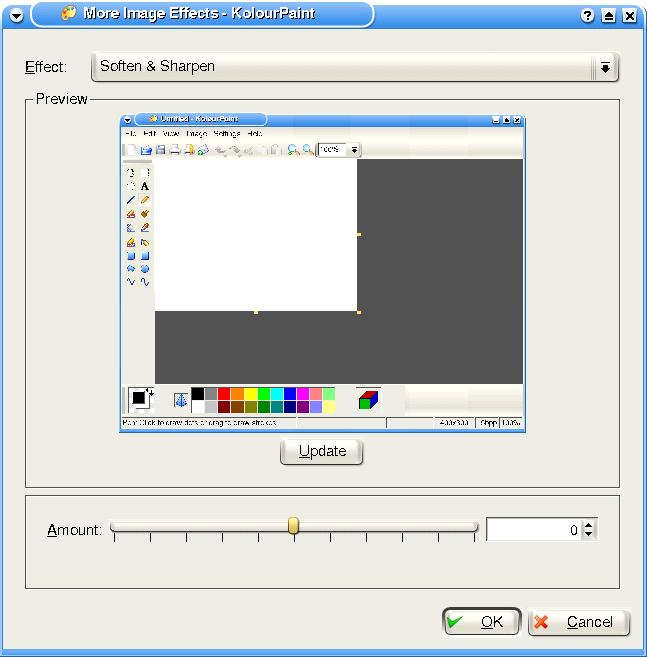 More Image Effects - KolourPaint
Effect: Soften & Sharpen
Preview
Untitled - KolourPaint
File Edit View Image Settings Help
100%
A
Pen: Click to draw dots or drag to draw strokes. 400x300 8bpp 100%
Update
Amount: 0
OK Cancel